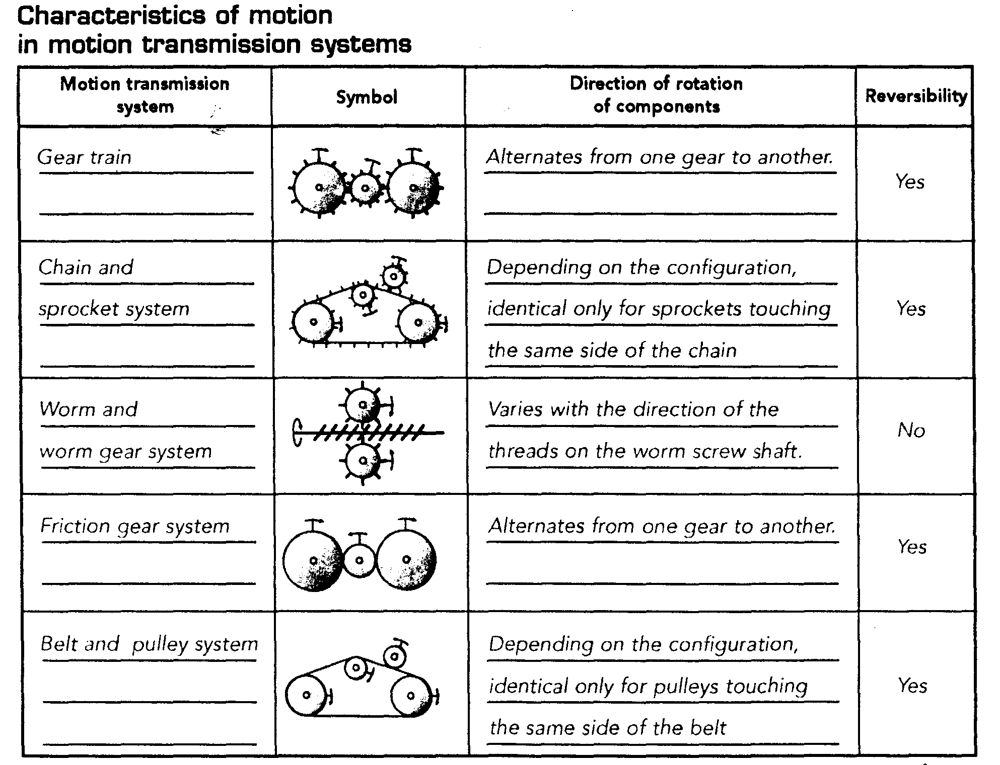 Characteristics of motion
in motion transmission systems
Motion transmission
system
Symbol
Direction of rotation
of components
Reversibility
Gear train
Alternates from one gear to another.
Yes
Chain and
sprocket system
Depending on the configuration,
identical only for sprockets touching
the same side of the chain
Yes
Worm and
worm gear system
Varies with the direction of the
threads on the worm screw shaft.
No
Friction gear system
Alternates from one gear to another.
Yes
Belt and pulley system
Depending on the configuration,
identical only for pulleys touching
the same side of the belt
Yes